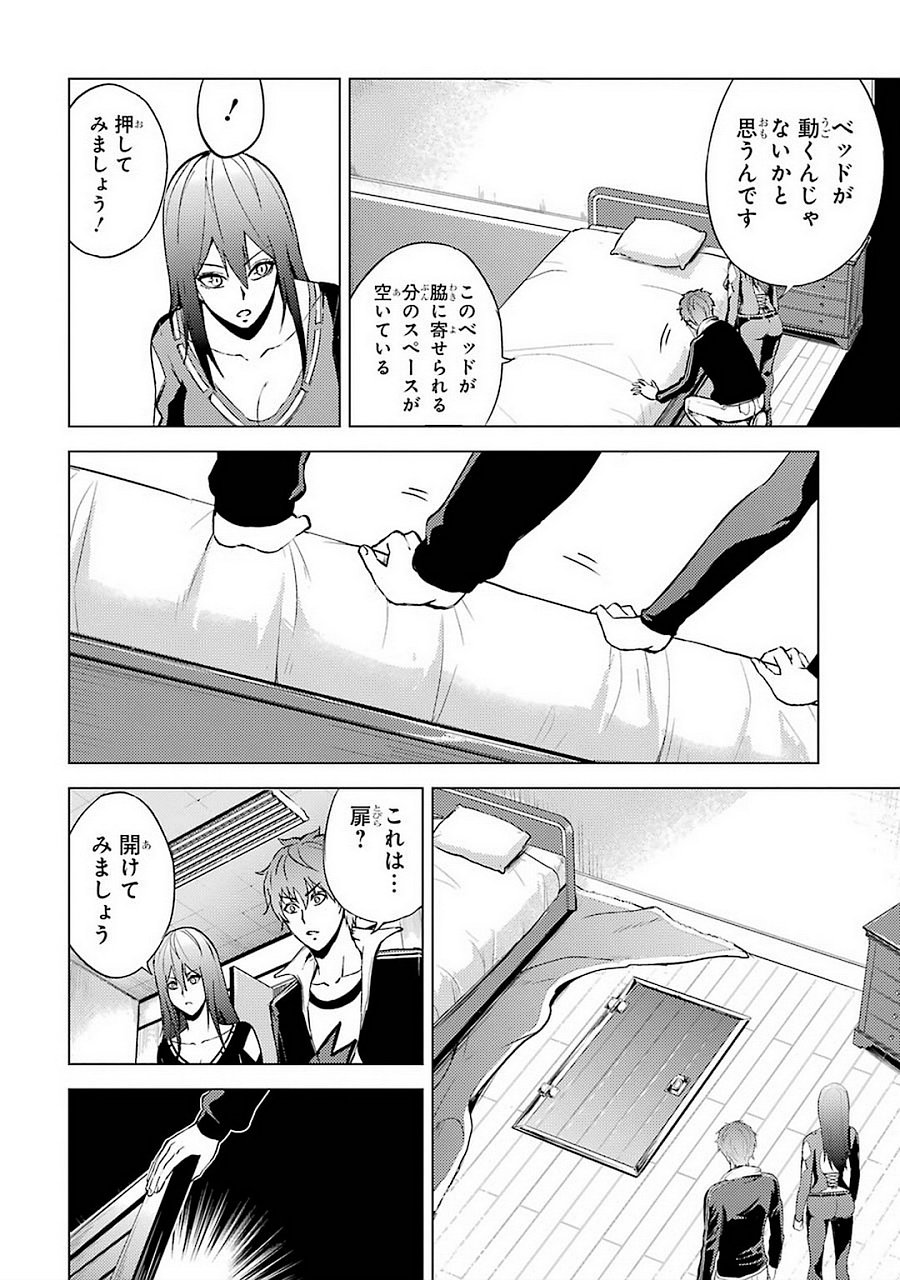 ベッドが
動くんじゃ
ないかと
思うんです
このベッドが
脇に寄せられる
分のスペースが
空いている
！
押して
みましょう！
これは…
扉？
開けて
みましょう